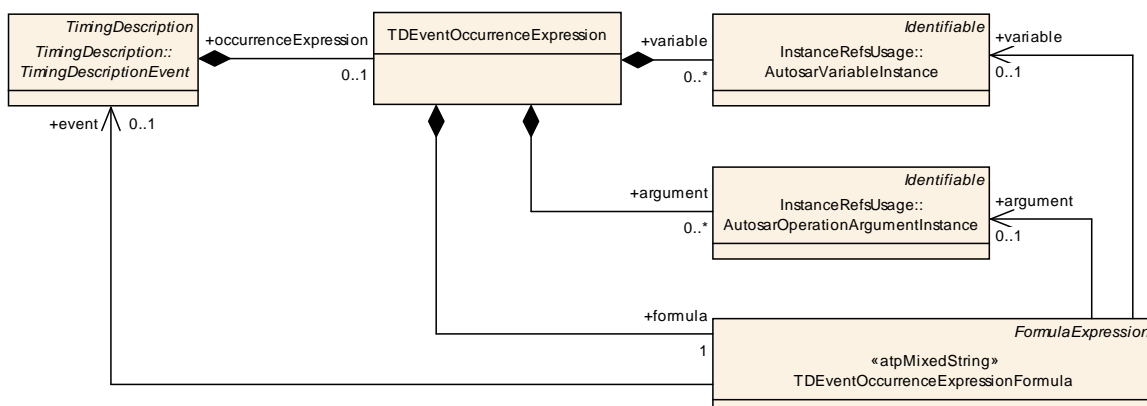 TimingDescription
TimingDescription::
TimingDescriptionEvent
+occurrenceExpression
0..1
TDEventOccurrenceExpression
+variable
0..*
Identifiable
InstanceRefsUsage::
AutosarVariableInstance
+variable
0..1
+event
0..1
+argument
0..*
Identifiable
InstanceRefsUsage::
AutosarOperationArgumentInstance
+argument
0..1
+formula
1
FormulaExpression
«atpMixedString»
TDEventOccurrenceExpressionFormula